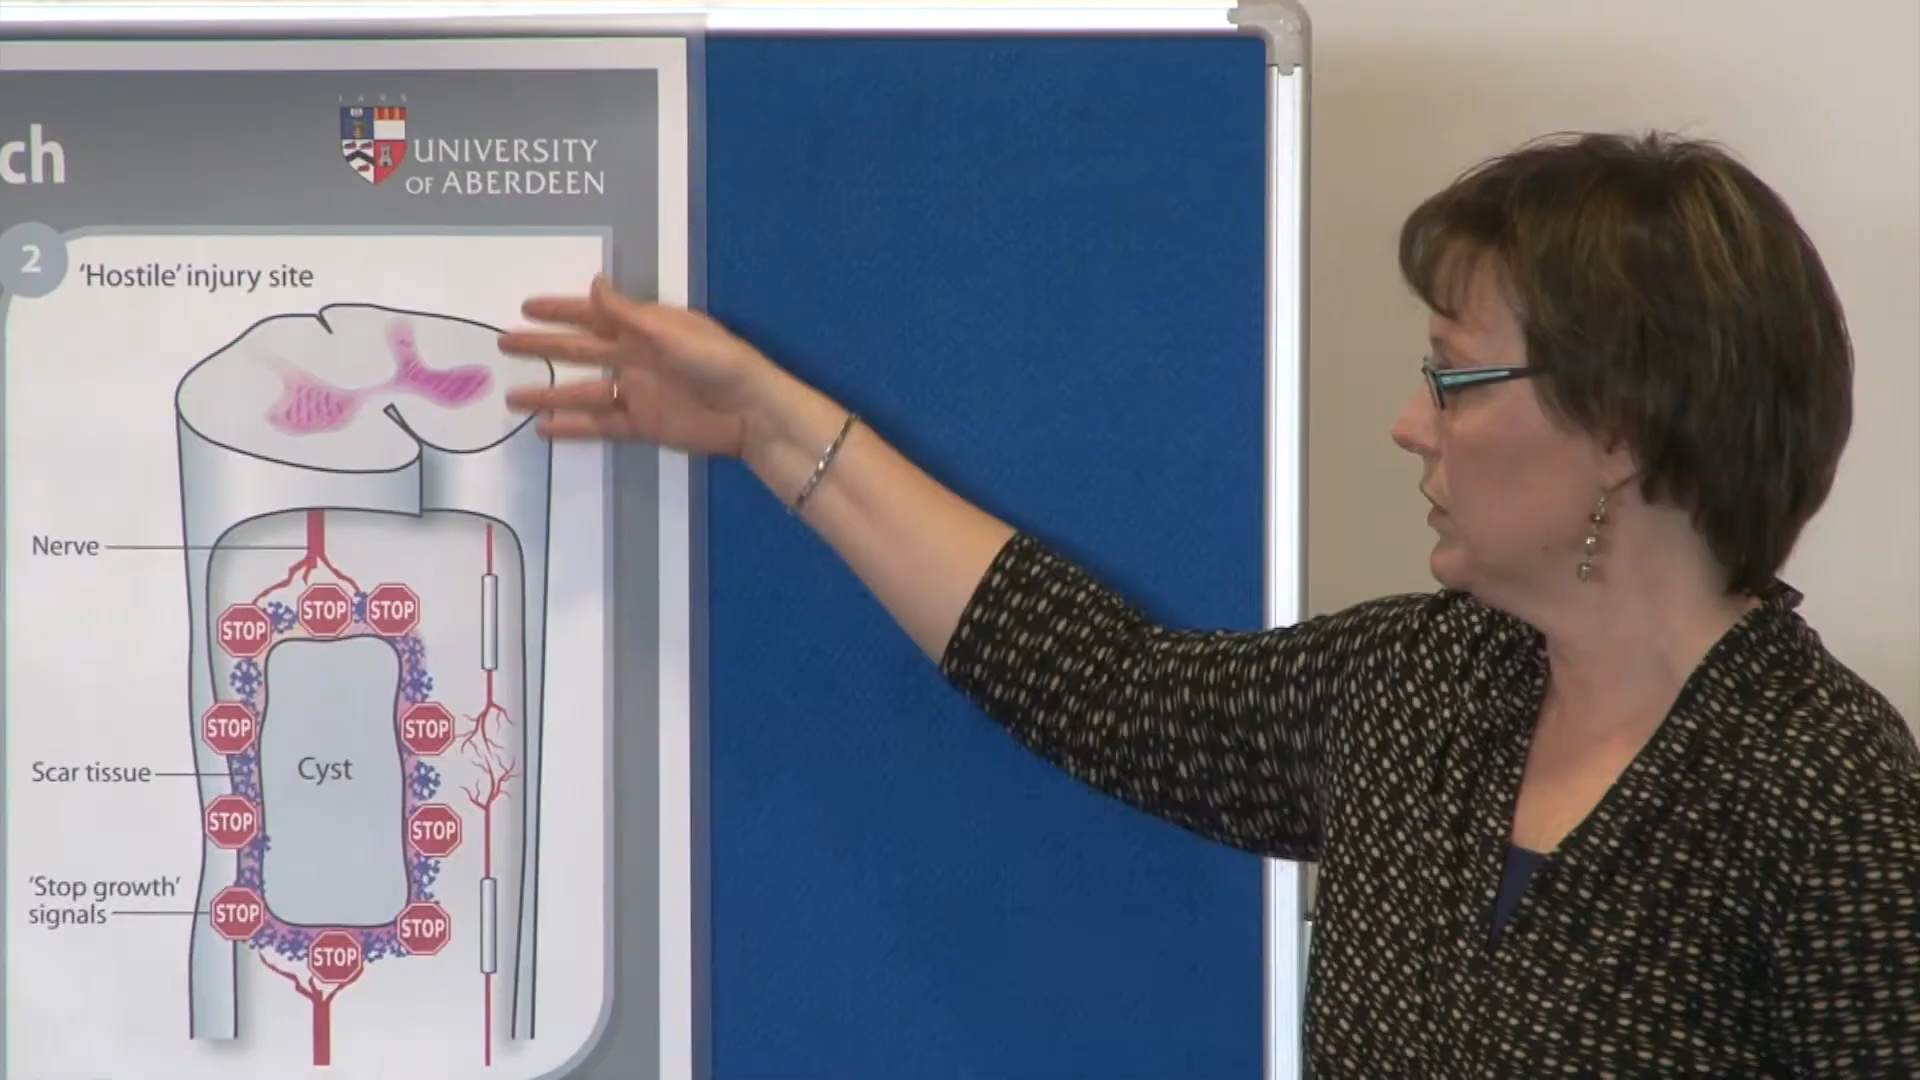 ch
1495
UNIVERSITY
OF ABERDEEN
2
'Hostile' injury site
Nerve
STOP
STOP
STOP
STOP
STOP
Scar tissue
Cyst
STOP
STOP
'Stop growth'
signals
STOP
STOP
STOP